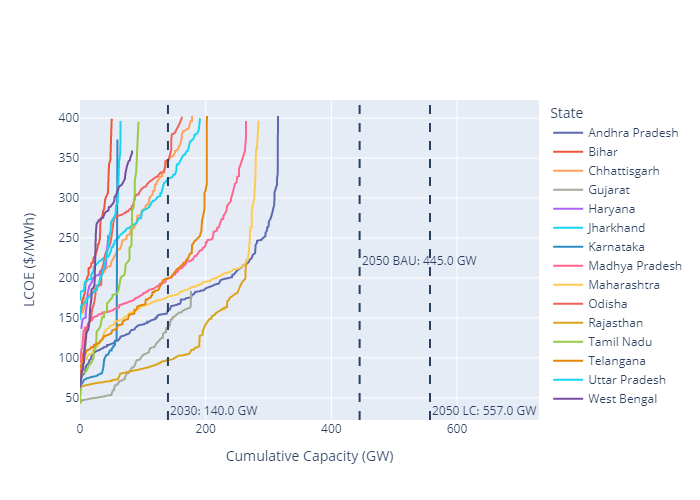 LCOE ($/MWh)
400
350
300
250
200
150
100
50
0
200
400
600
Cumulative Capacity (GW)
2050 BAU: 445.0 GW
2030: 140.0 GW
2050 LC: 557.0 GW
State
Andhra Pradesh
Bihar
Chhattisgarh
Gujarat
Haryana
Jharkhand
Karnataka
Madhya Pradesh
Maharashtra
Odisha
Rajasthan
Tamil Nadu
Telangana
Uttar Pradesh
West Bengal